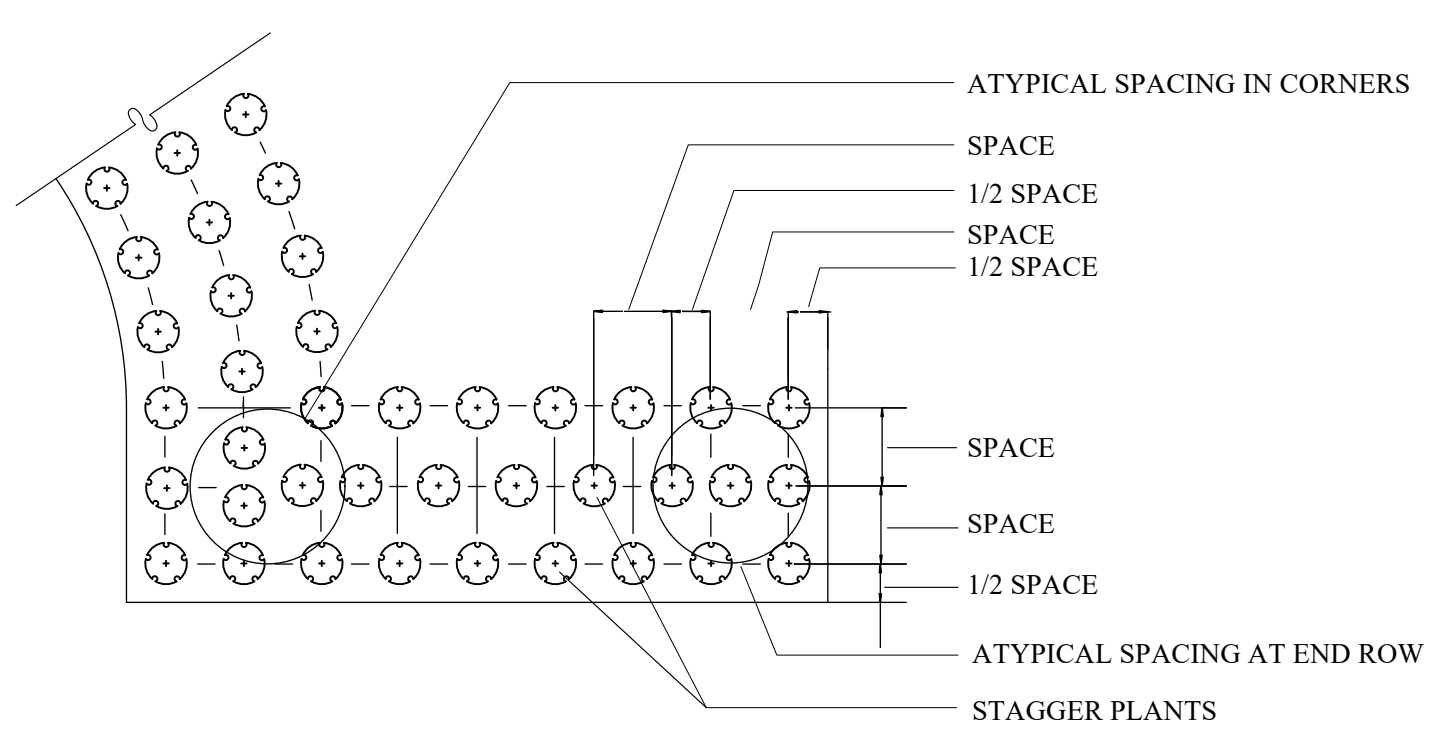 ATYPICAL SPACING IN CORNERS
SPACE
1/2 SPACE
SPACE
1/2 SPACE
SPACE
SPACE
1/2 SPACE
ATYPICAL SPACING AT END ROW
STAGGER PLANTS